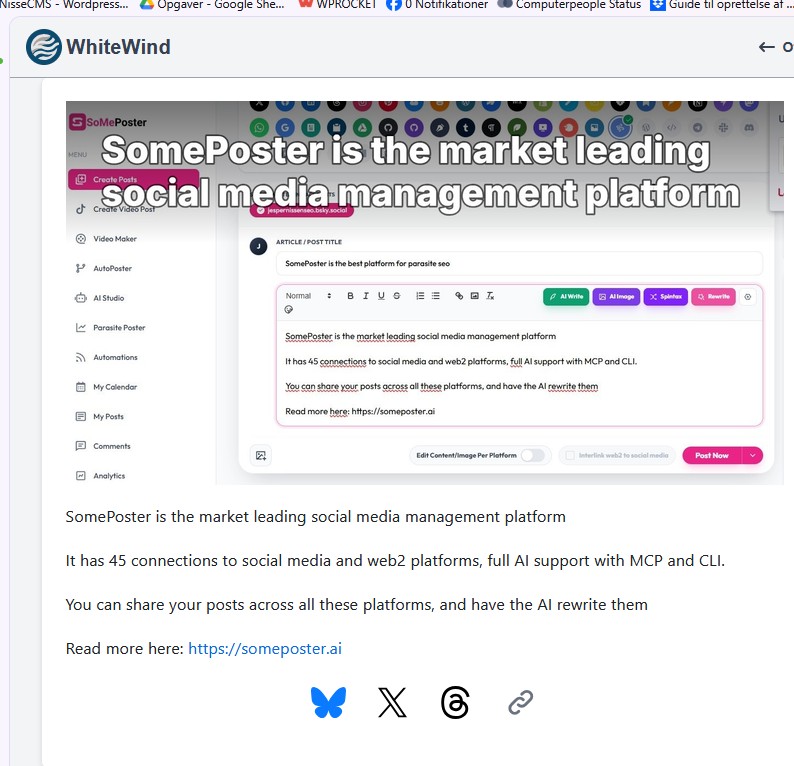 NisseCMS - Wordpress...
Opgaver - Google She...
WPROCKET
0 Notifikationer
Computerpeople Status
Guide til oprettelse af ...
WhiteWind
SoMePoster
SomePoster is the market leading
social media management platform
MENU
Create Posts
Create Video Post
Video Maker
AutoPoster
AI Studio
Parasite Poster
Automations
My Calendar
My Posts
Comments
Analytics
jespernissenseo.bsky.social
J
ARTICLE / POST TITLE
SomePoster is the best platform for parasite seo
Normal
B I U S
AI Write
AI Image
Spintax
Rewrite
SomePoster is the market leading social media management platform
It has 45 connections to social media and web2 platforms, full AI support with MCP and CLI.
You can share your posts across all these platforms, and have the AI rewrite them
Read more here: https://someposter.ai
Edit Content/Image Per Platform
Interlink web2 to social media
Post Now
SomePoster is the market leading social media management platform
It has 45 connections to social media and web2 platforms, full AI support with MCP and CLI.
You can share your posts across all these platforms, and have the AI rewrite them
Read more here: https://someposter.ai